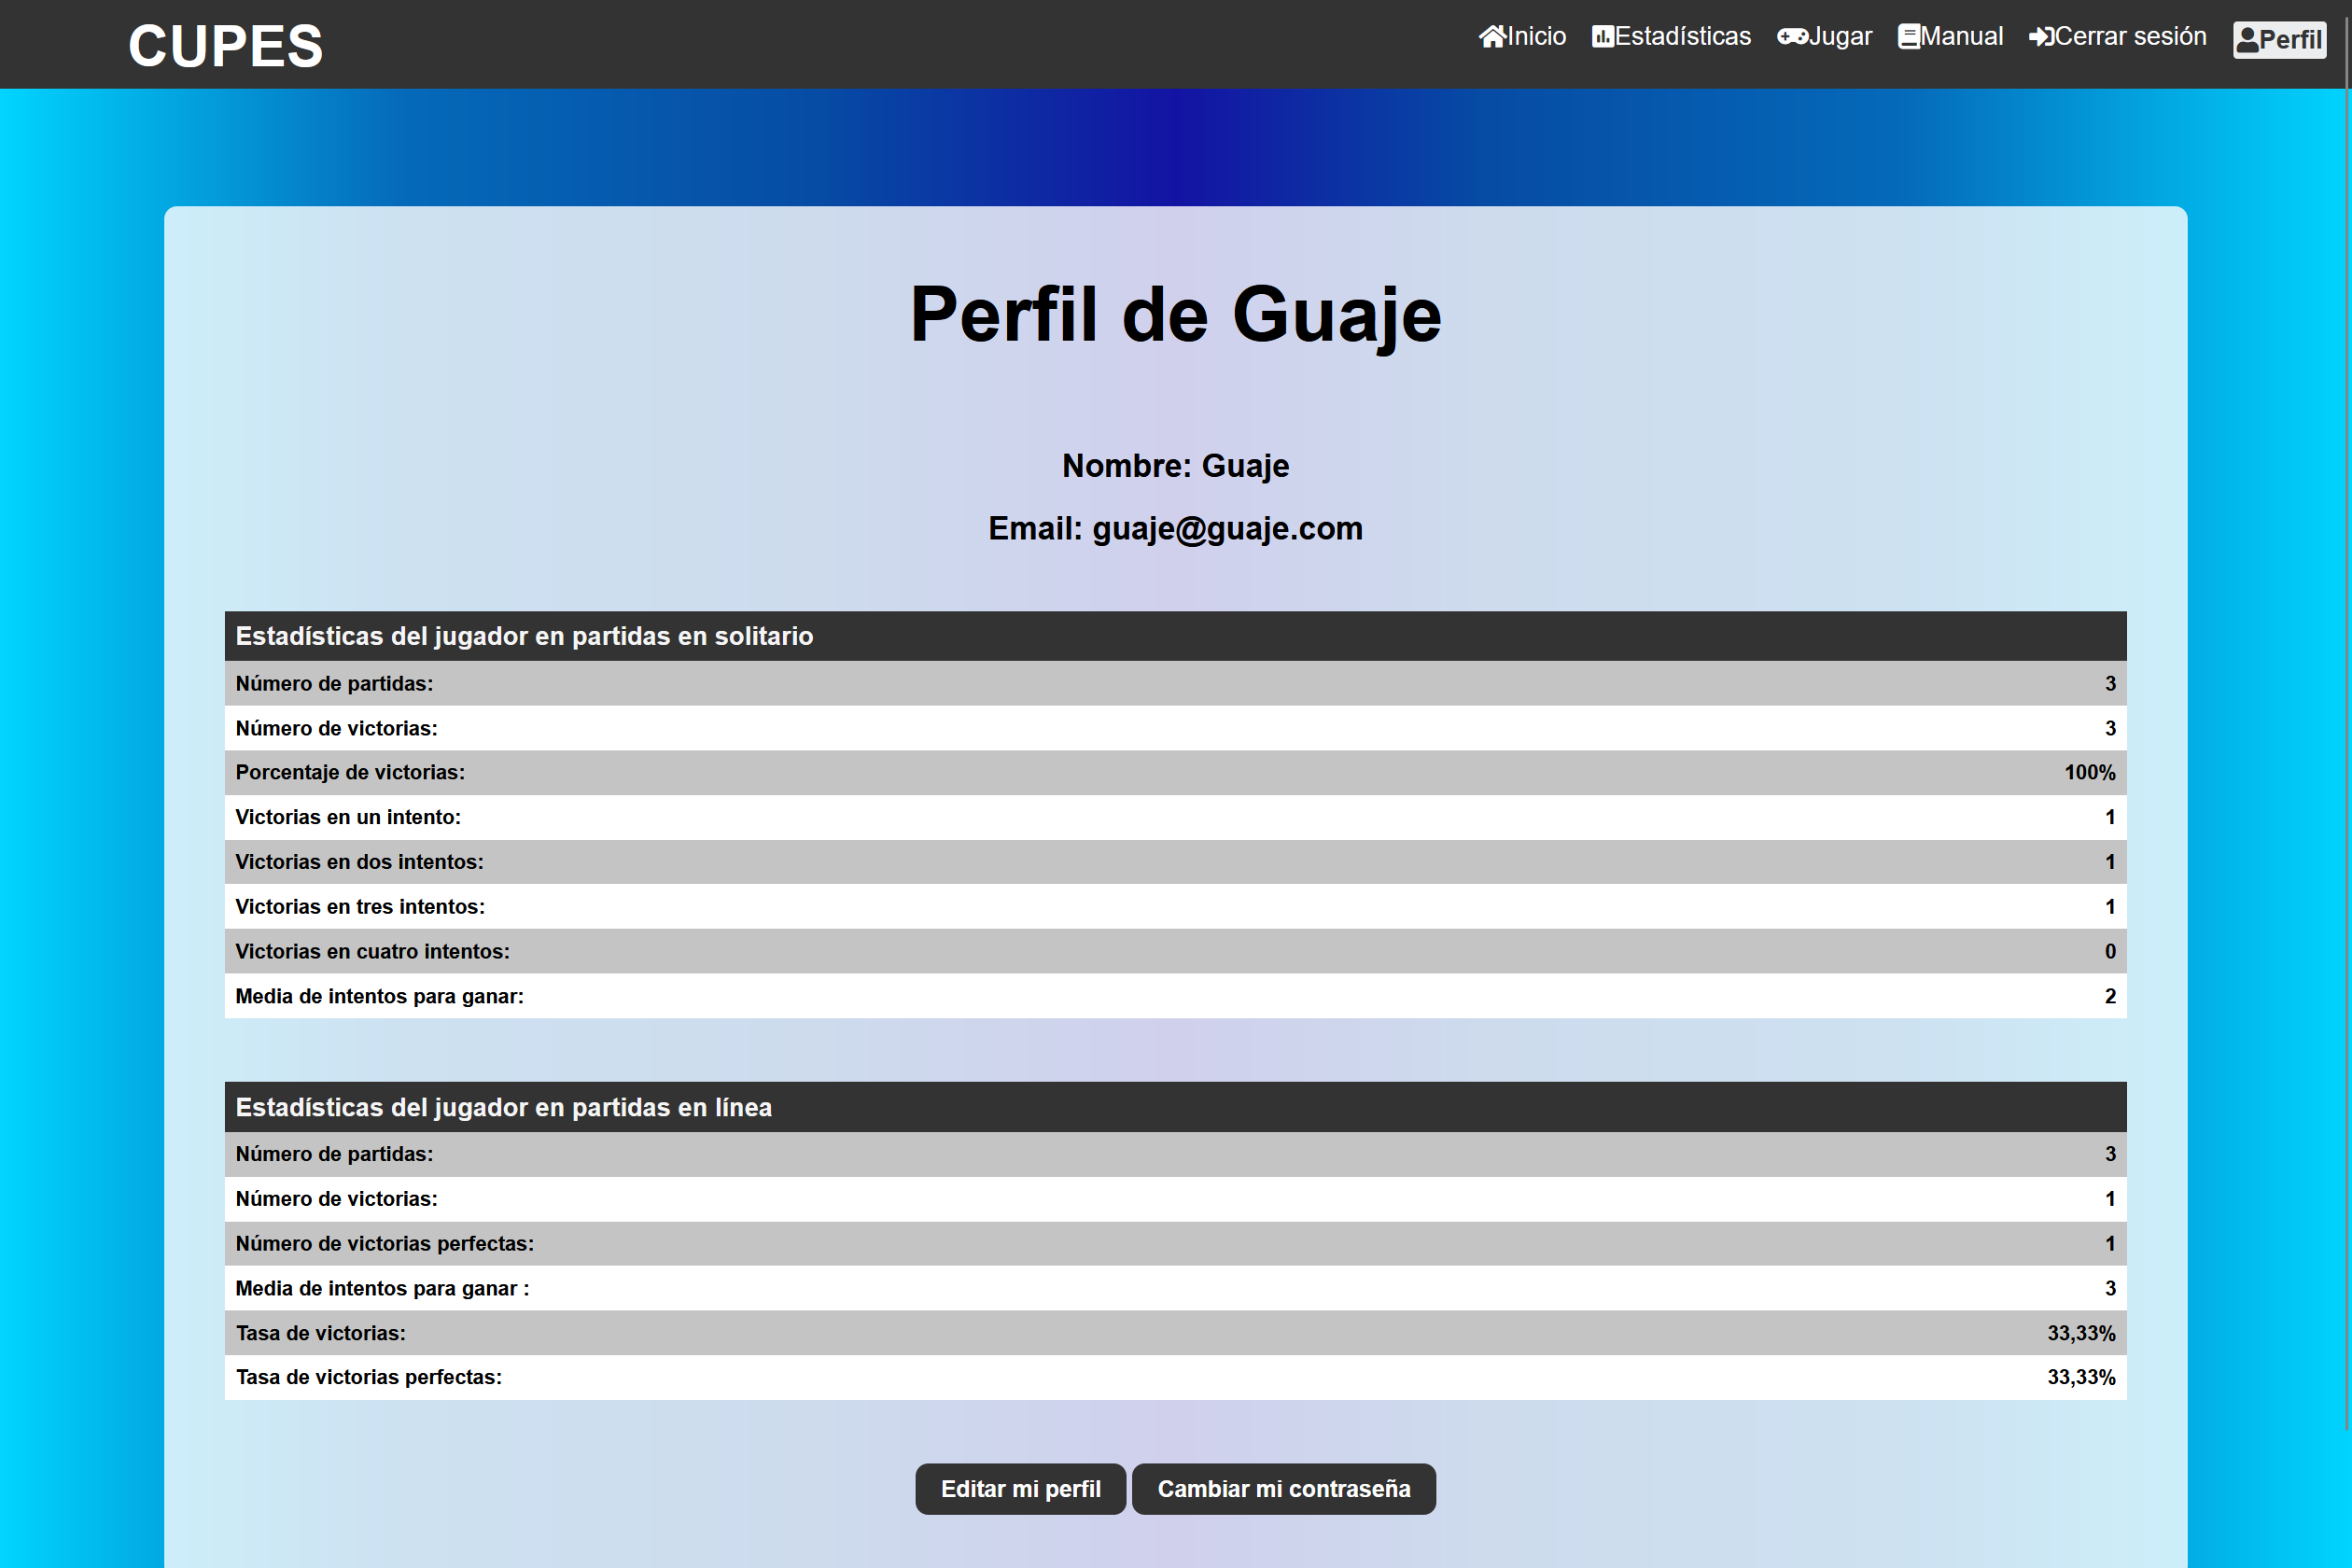 CUPES
Inicio Estadísticas Jugar Manual Cerrar sesión Perfil
Perfil de Guaje
Nombre: Guaje
Email: guaje@guaje.com
Estadísticas del jugador en partidas en solitario
Número de partidas: 3
Número de victorias: 3
Porcentaje de victorias: 100%
Victorias en un intento: 1
Victorias en dos intentos: 1
Victorias en tres intentos: 1
Victorias en cuatro intentos: 0
Media de intentos para ganar: 2
Estadísticas del jugador en partidas en línea
Número de partidas: 3
Número de victorias: 1
Número de victorias perfectas: 1
Media de intentos para ganar : 3
Tasa de victorias: 33,33%
Tasa de victorias perfectas: 33,33%
Editar mi perfil Cambiar mi contraseña